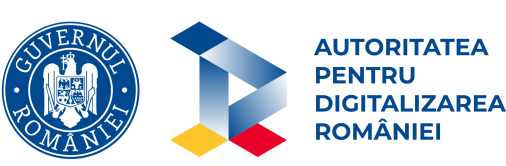 GUVERNUL
ROMÂNIEI
AUTORITATEA
PENTRU
DIGITALIZAREA
ROMÂNIEI